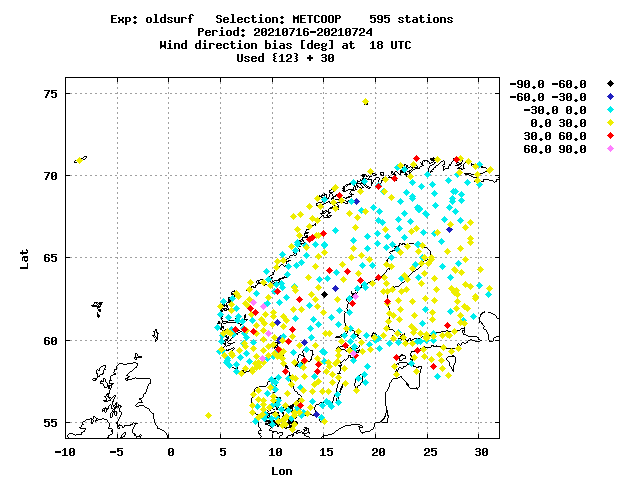 Exp: oldsurf   Selection: METCOOP    595 stations
Period: 20210716-20210724
Wind direction bias [deg] at  18 UTC
Used {12} + 30
-90.0 -60.0
-60.0 -30.0
-30.0 0.0
0.0 30.0
30.0 60.0
60.0 90.0
75
70
65
60
55
Lat
-10 -5 0 5 10 15 20 25 30
Lon